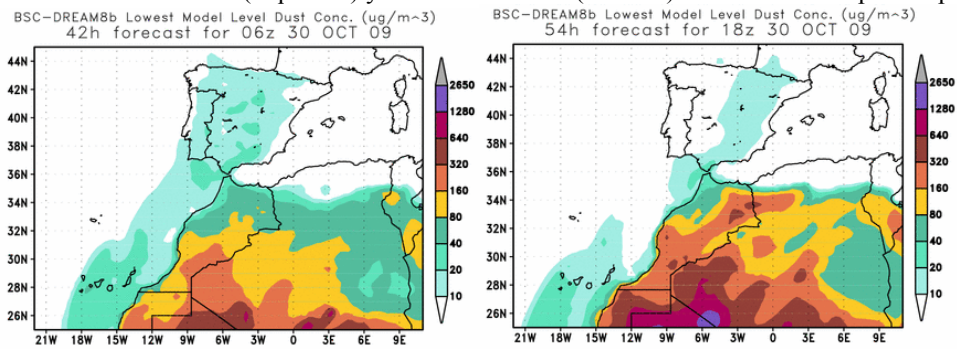 BSC-DREAM8b Lowest Model Level Dust Conc. (ug/m^3)
42h forecast for 06z 30 OCT 09
44N
42N
40N
38N
36N
34N
32N
30N
28N
26N
21W 18W 15W 12W 9W 6W 3W 0 3E 6E 9E
2650
1280
640
320
160
80
40
20
10
BSC-DREAM8b Lowest Model Level Dust Conc. (ug/m^3)
54h forecast for 18z 30 OCT 09
44N
42N
40N
38N
36N
34N
32N
30N
28N
26N
21W 18W 15W 12W 9W 6W 3W 0 3E 6E 9E
2650
1280
640
320
160
80
40
20
10